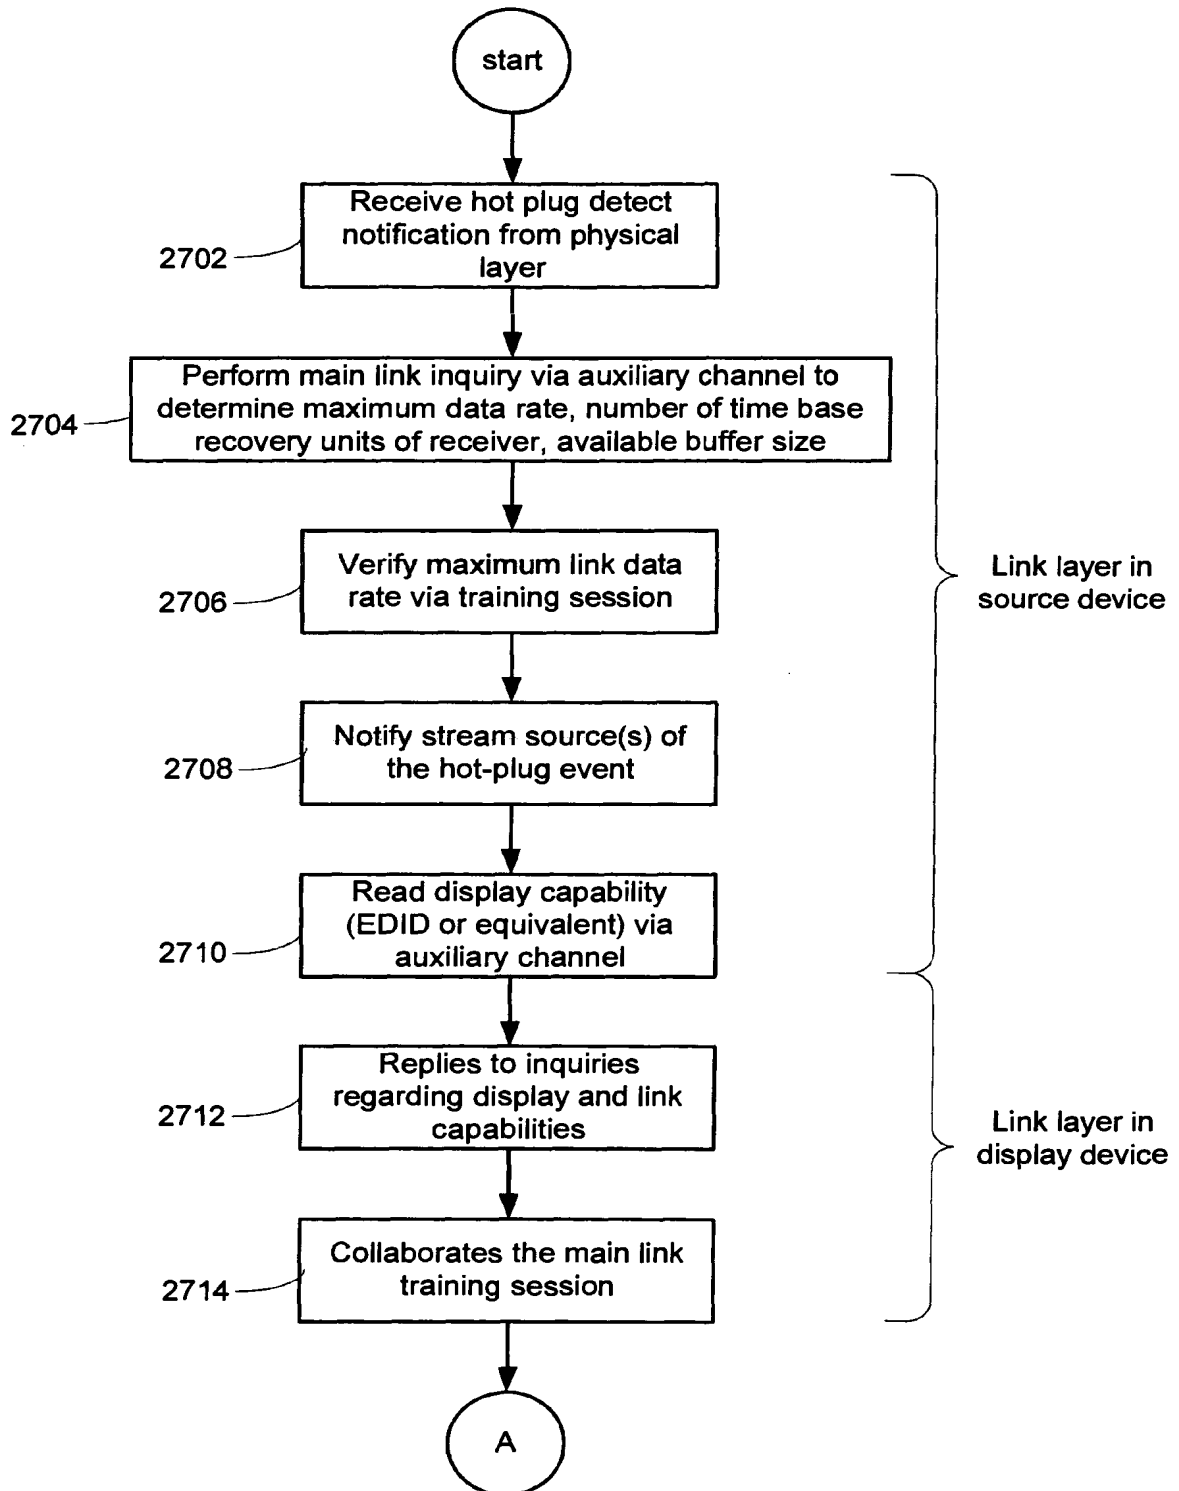 start
Receive hot plug detect
notification from physical
layer
2702
Perform main link inquiry via auxiliary channel to
determine maximum data rate, number of time base
recovery units of receiver, available buffer size
2704
Verify maximum link data
rate via training session
2706
Link layer in
source device
Notify stream source(s) of
the hot-plug event
2708
Read display capability
(EDID or equivalent) via
auxiliary channel
2710
Replies to inquiries
regarding display and link
capabilities
2712
Link layer in
display device
Collaborates the main link
training session
2714
A